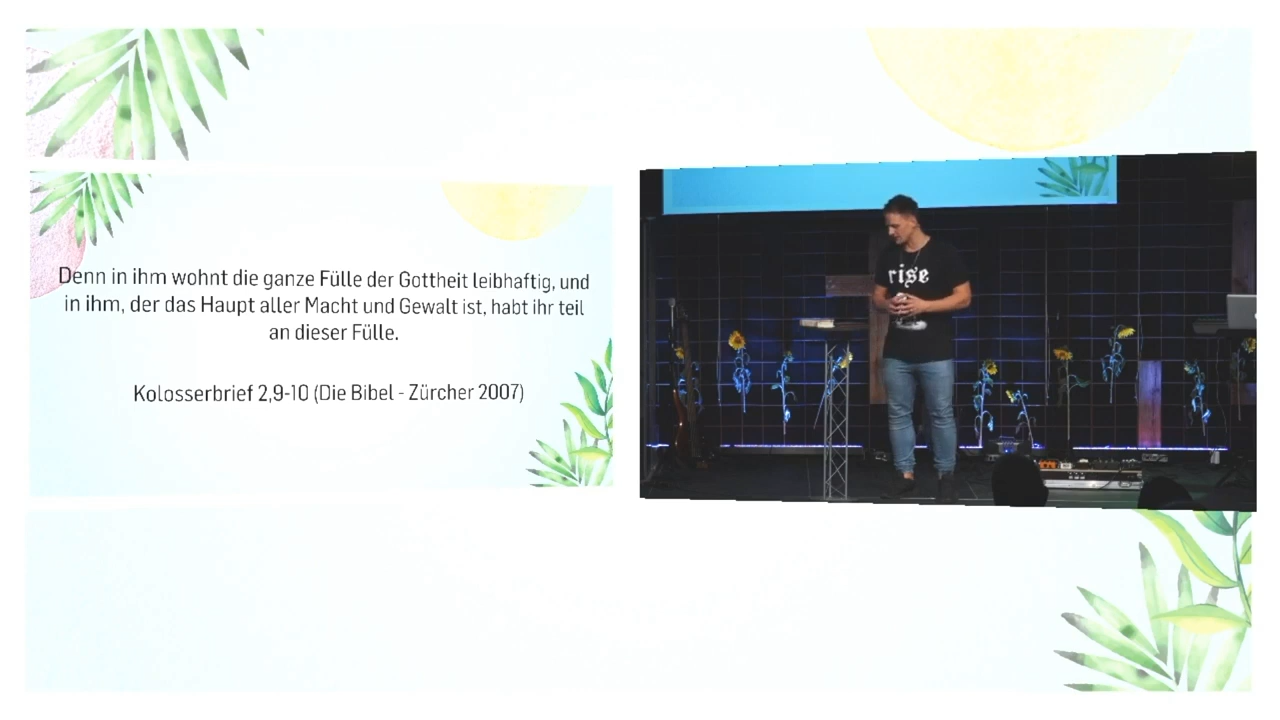 Denn in ihm wohnt die ganze Fülle der Gottheit leibhaftig, und
in ihm, der das Haupt aller Macht und Gewalt ist, habt ihr teil
an dieser Fülle.
Kolosserbrief 2,9-10 (Die Bibel - Zürcher 2007)
rise